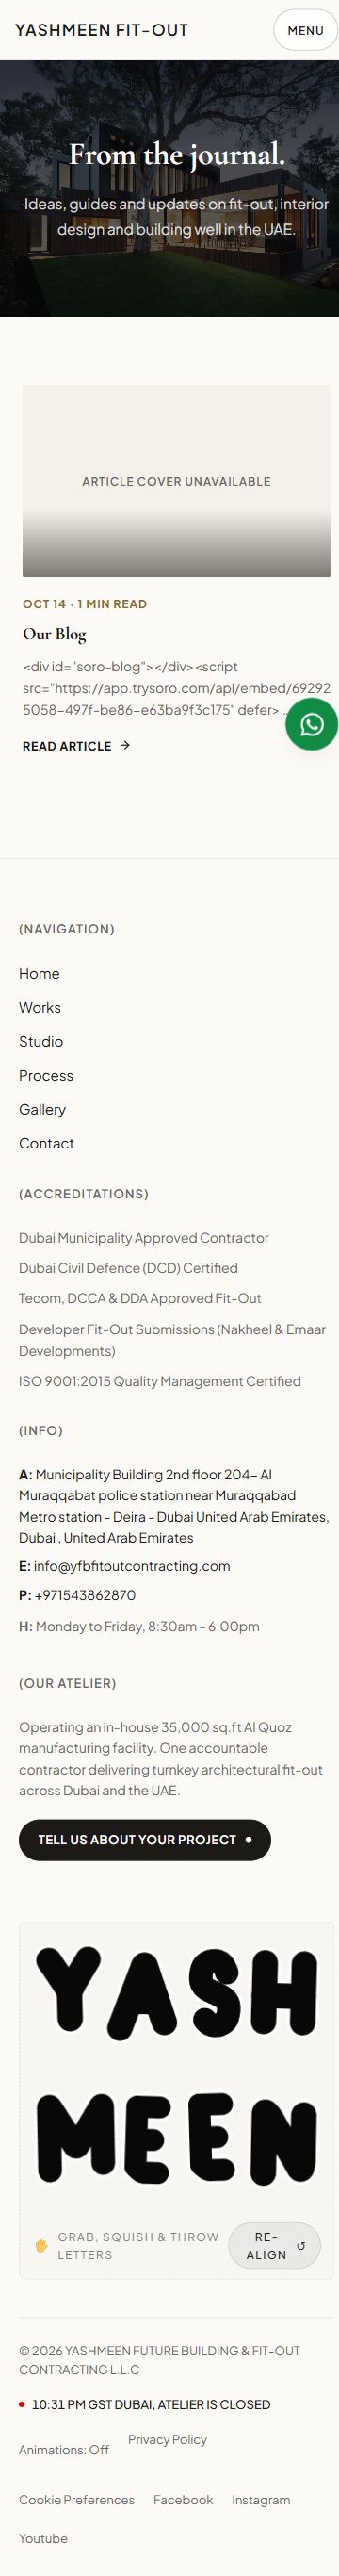 YASHMEEN FIT-OUT
MENU
From the journal.
Ideas, guides and updates on fit-out, interior
design and building well in the UAE.
ARTICLE COVER UNAVAILABLE
OCT 14 · 1 MIN READ
Our Blog
<div id="soro-blog"></div><script
src="https://app.trysoro.com/api/embed/69292
5058-497f-be86-e63ba9f3c175" defer>...
READ ARTICLE →
(NAVIGATION)
Home
Works
Studio
Process
Gallery
Contact
(ACCREDITATIONS)
Dubai Municipality Approved Contractor
Dubai Civil Defence (DCD) Certified
Tecom, DCCA & DDA Approved Fit-Out
Developer Fit-Out Submissions (Nakheel & Emaar
Developments)
ISO 9001:2015 Quality Management Certified
(INFO)
A: Municipality Building 2nd floor 204- Al
Muraqqabat police station near Muraqqabad
Metro station - Deira - Dubai United Arab Emirates,
Dubai , United Arab Emirates
E: info@yfbfitoutcontracting.com
P: +971543862870
H: Monday to Friday, 8:30am - 6:00pm
(OUR ATELIER)
Operating an in-house 35,000 sq.ft Al Quoz
manufacturing facility. One accountable
contractor delivering turnkey architectural fit-out
across Dubai and the UAE.
TELL US ABOUT YOUR PROJECT
YASH
MEEN
GRAB, SQUISH & THROW
LETTERS
RE-
ALIGN ↺
© 2026 YASHMEEN FUTURE BUILDING & FIT-OUT
CONTRACTING L.L.C
10:31 PM GST DUBAI, ATELIER IS CLOSED
Animations: Off Privacy Policy
Cookie Preferences Facebook Instagram
Youtube